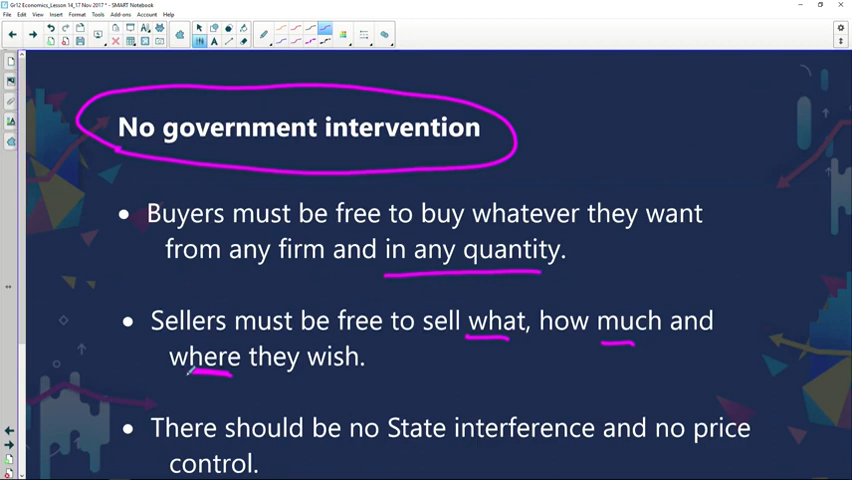 Gr12 Economics_Lesson 14_17 Nov 2017 * - SMART Notebook
File Edit View Insert Format Tools Add-ons Account Help
No government intervention
• Buyers must be free to buy whatever they want
from any firm and in any quantity.
• Sellers must be free to sell what, how much and
where they wish.
• There should be no State interference and no price
control.